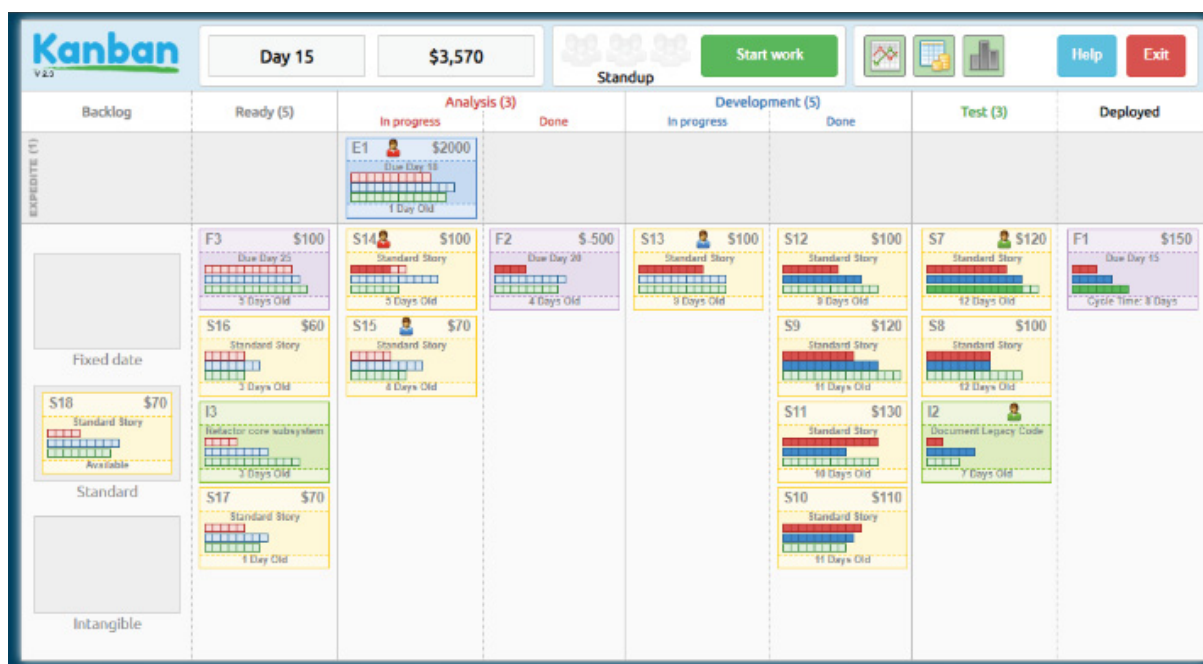 Kanban
V 2.3
Day 15
$3,570
Standup
Start work
Help
Exit
Backlog
Ready (5)
Analysis (3)
In progress
Done
Development (5)
In progress
Done
Test (3)
Deployed
EXPEDITE (1)
E1 $2000
Due Day 18
1 Day Old
F3 $100
Due Day 25
5 Days Old
S14 $100
Standard Story
5 Days Old
F2 $-500
Due Day 20
4 Days Old
S13 $100
Standard Story
9 Days Old
S12 $100
Standard Story
9 Days Old
S7 $120
Standard Story
12 Days Old
F1 $150
Due Day 15
Cycle Time: 8 Days
Fixed date
S16 $60
Standard Story
3 Days Old
S15 $70
Standard Story
4 Days Old
S9 $120
Standard Story
11 Days Old
S8 $100
Standard Story
12 Days Old
S18 $70
Standard Story
Available
Standard
I3
Refactor core subsystem
3 Days Old
S11 $130
Standard Story
10 Days Old
I2
Document Legacy Code
7 Days Old
S17 $70
Standard Story
1 Day Old
S10 $110
Standard Story
11 Days Old
Intangible